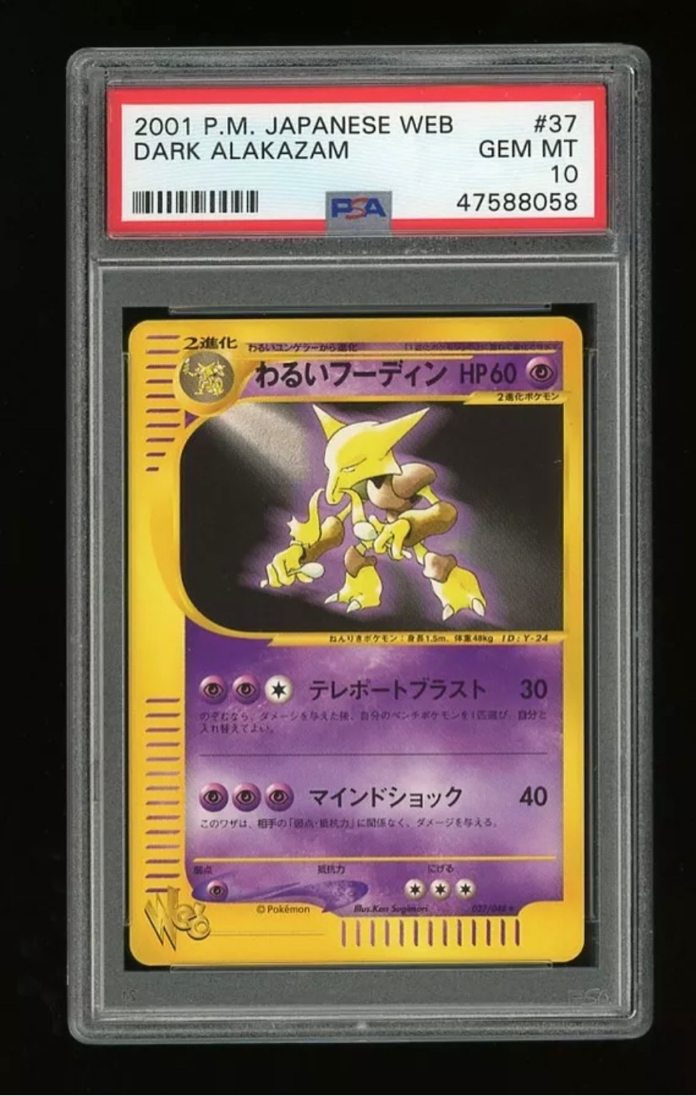 2001 P.M. JAPANESE WEB #37
DARK ALAKAZAM GEM MT
10
PSA 47588058
2進化 わるいユンゲラーから進化
わるいフーディン HP60
2進化ポケモン
ねんりきポケモン:身長1.5m、体重48kg ID:Y-24
テレポートブラスト 30
のぞむなら、ダメージを与えた後、自分のベンチポケモンを1匹選び、自分と
入れ替えてよい。
マインドショック 40
このワザは、相手の「弱点・抵抗力」に関係なく、ダメージを与える。
弱点 抵抗力 にげる
©Pokémon Illus.Ken Sugimori 037/048★
Web
PSA